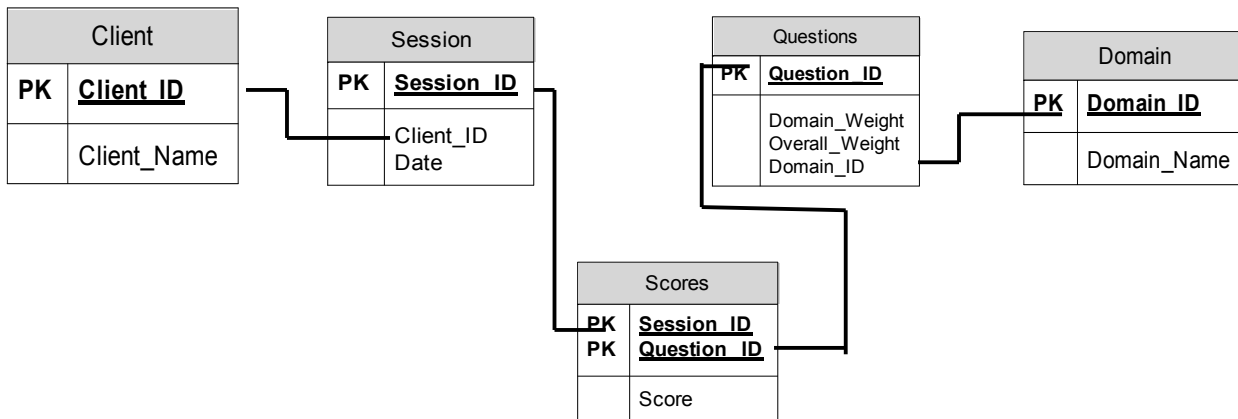 Client
PK Client_ID
Client_Name
Session
PK Session_ID
Client_ID
Date
Questions
PK Question_ID
Domain_Weight
Overall_Weight
Domain_ID
Domain
PK Domain_ID
Domain_Name
Scores
PK Session_ID
PK Question_ID
Score